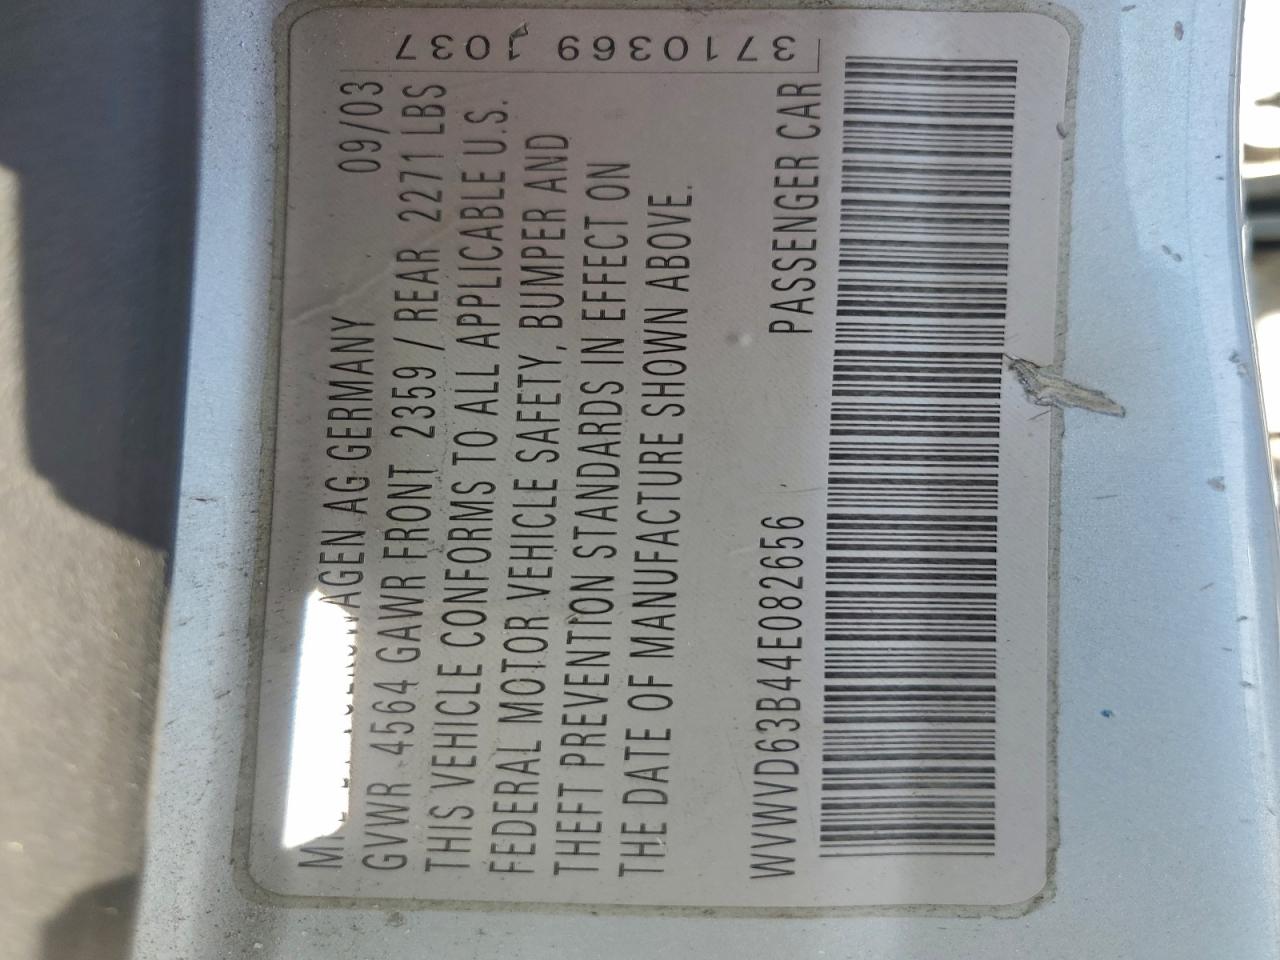 AG GERMANY 09/03
GVWR 4564 GAWR FRONT 2359 / REAR 2271 LBS
THIS VEHICLE CONFORMS TO ALL APPLICABLE U.S.
FEDERAL MOTOR VEHICLE SAFETY, BUMPER AND
THEFT PREVENTION STANDARDS IN EFFECT ON
THE DATE OF MANUFACTURE SHOWN ABOVE.
WVWVD63B44E082656 PASSENGER CAR
3710369 1037